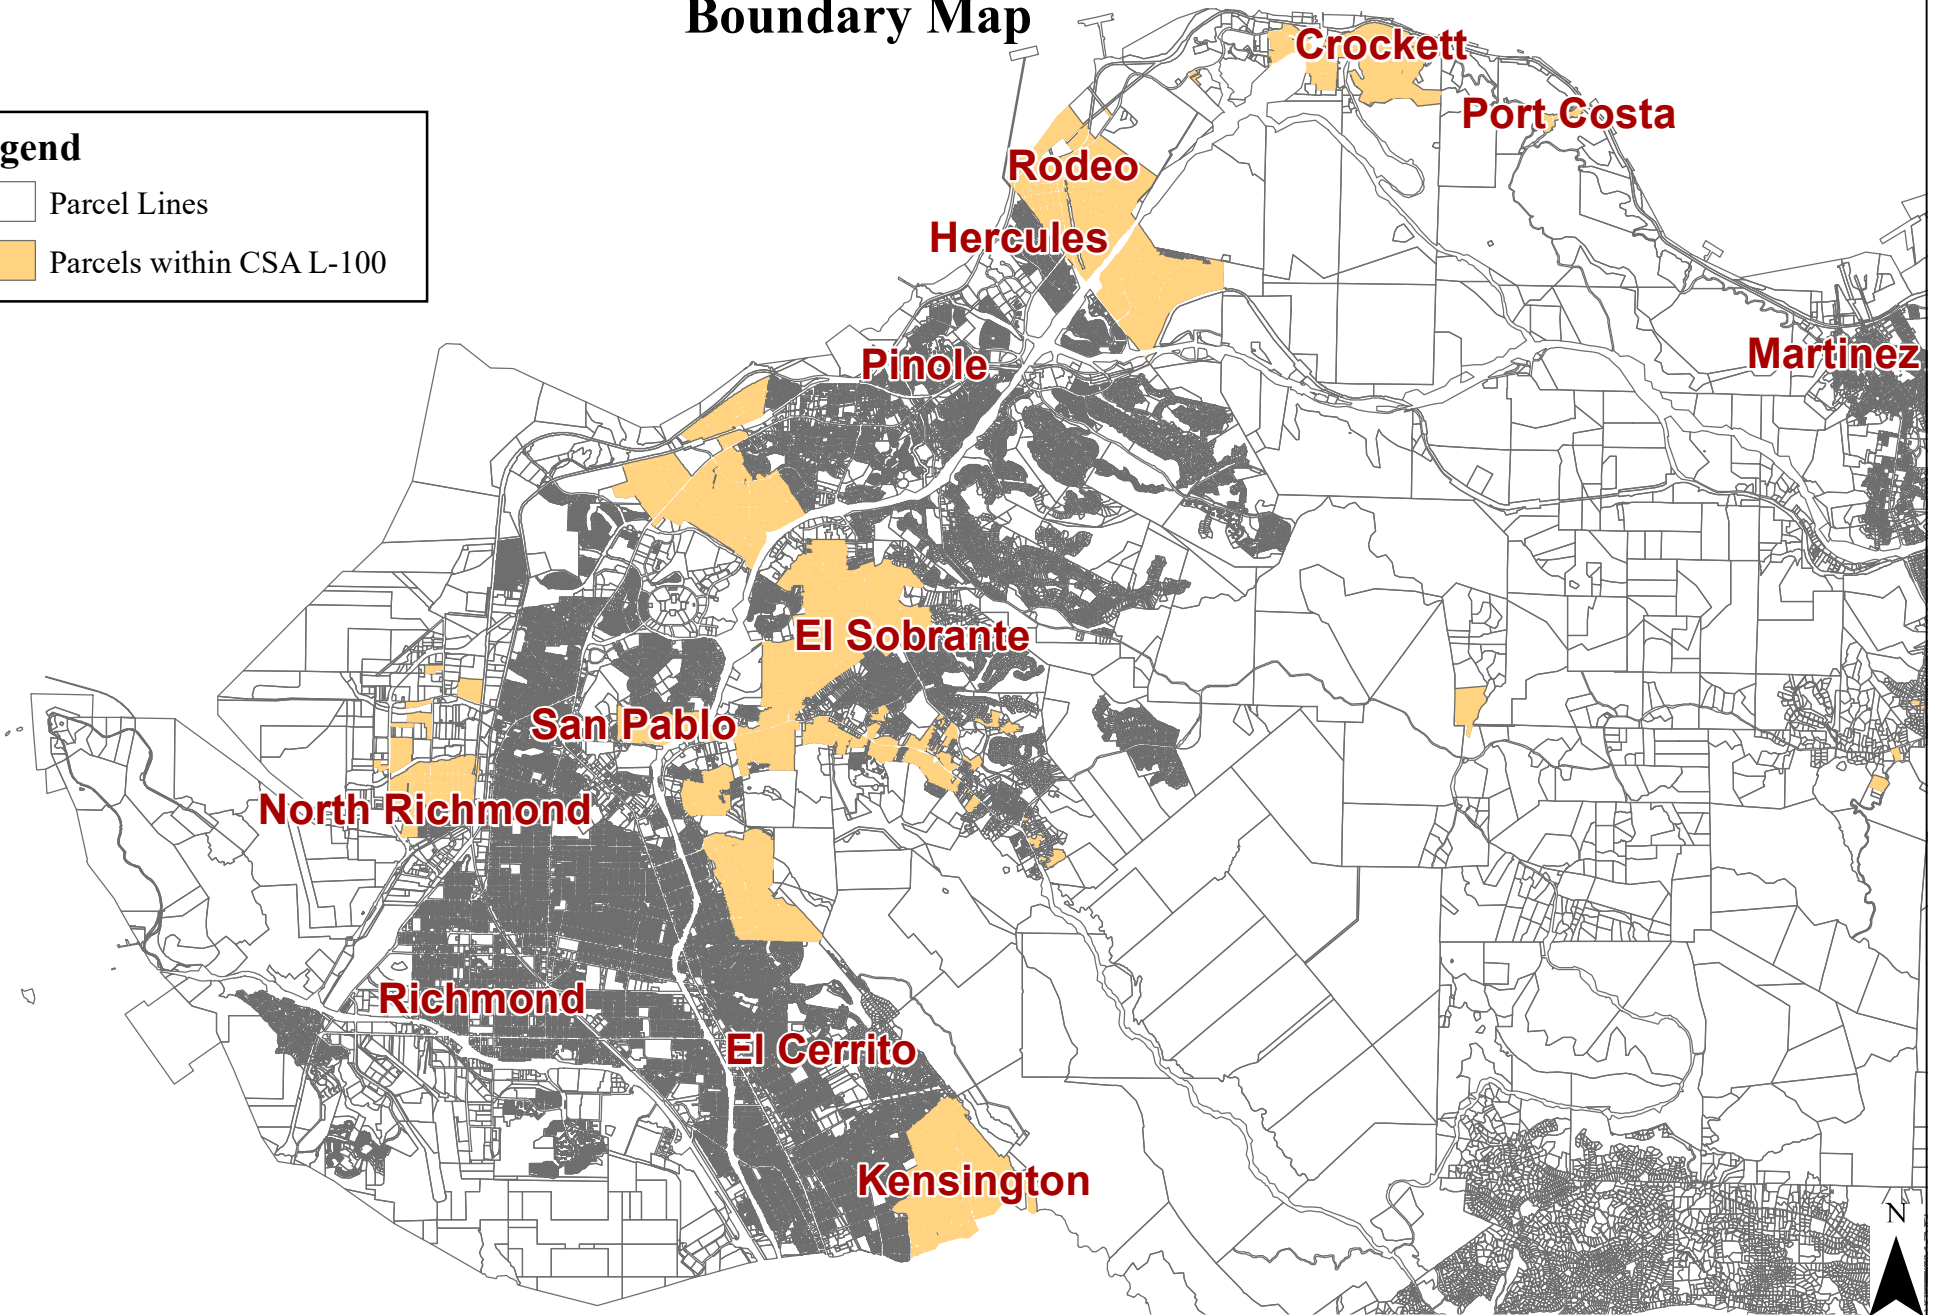 Boundary Map
Crockett
Port Costa
gend
Rodeo
Parcel Lines
Hercules
Parcels within CSA L-100
Martinez
Pinole
El Sobrante
San Pablo
North Richmond
Richmond
El Cerrito
Kensington
N